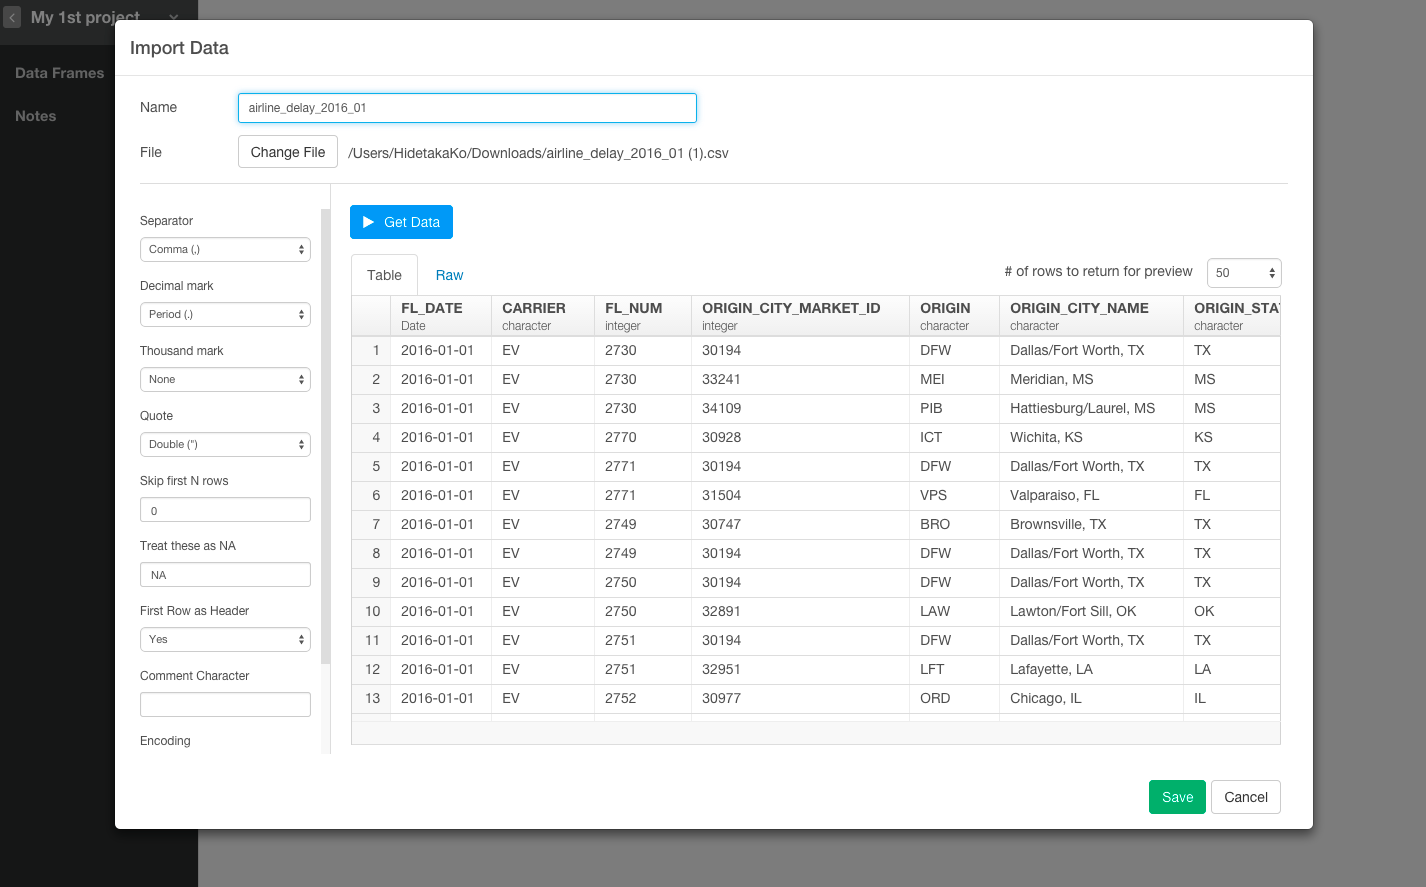 My 1st project
Data Frames
Notes
Import Data
Name
airline_delay_2016_01
File
Change File
/Users/HidetakaKo/Downloads/airline_delay_2016_01 (1).csv
Separator
Comma (,)
Decimal mark
Period (.)
Thousand mark
None
Quote
Double (")
Skip first N rows
0
Treat these as NA
NA
First Row as Header
Yes
Comment Character
Encoding
Get Data
Table Raw
# of rows to return for preview 50
FL_DATE CARRIER FL_NUM ORIGIN_CITY_MARKET_ID ORIGIN ORIGIN_CITY_NAME ORIGIN_STA
Date character integer integer character character character
1 2016-01-01 EV 2730 30194 DFW Dallas/Fort Worth, TX TX
2 2016-01-01 EV 2730 33241 MEI Meridian, MS MS
3 2016-01-01 EV 2730 34109 PIB Hattiesburg/Laurel, MS MS
4 2016-01-01 EV 2770 30928 ICT Wichita, KS KS
5 2016-01-01 EV 2771 30194 DFW Dallas/Fort Worth, TX TX
6 2016-01-01 EV 2771 31504 VPS Valparaiso, FL FL
7 2016-01-01 EV 2749 30747 BRO Brownsville, TX TX
8 2016-01-01 EV 2749 30194 DFW Dallas/Fort Worth, TX TX
9 2016-01-01 EV 2750 30194 DFW Dallas/Fort Worth, TX TX
10 2016-01-01 EV 2750 32891 LAW Lawton/Fort Sill, OK OK
11 2016-01-01 EV 2751 30194 DFW Dallas/Fort Worth, TX TX
12 2016-01-01 EV 2751 32951 LFT Lafayette, LA LA
13 2016-01-01 EV 2752 30977 ORD Chicago, IL IL
Save
Cancel